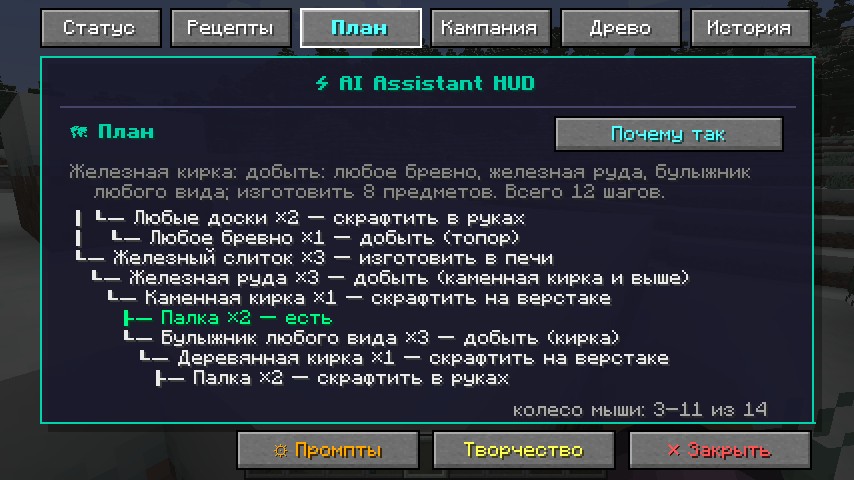 Статус Рецепты План Кампания Древо История
⚡ AI Assistant HUD
🗺 План Почему так
Железная кирка: добыть: любое бревно, железная руда, булыжник
любого вида; изготовить 8 предметов. Всего 12 шагов.
┃ ┗— Любые доски ×2 — скрафтить в руках
┃ ┗— Любое бревно ×1 — добыть (топор)
┗— Железный слиток ×3 — изготовить в печи
┗— Железная руда ×3 — добыть (каменная кирка и выше)
┗— Каменная кирка ×1 — скрафтить на верстаке
┣— Палка ×2 — есть
┗— Булыжник любого вида ×3 — добыть (кирка)
┗— Деревянная кирка ×1 — скрафтить на верстаке
┣— Палка ×2 — скрафтить в руках
колесо мыши: 3—11 из 14
☼ Промпты Творчество ✕ Закрыть